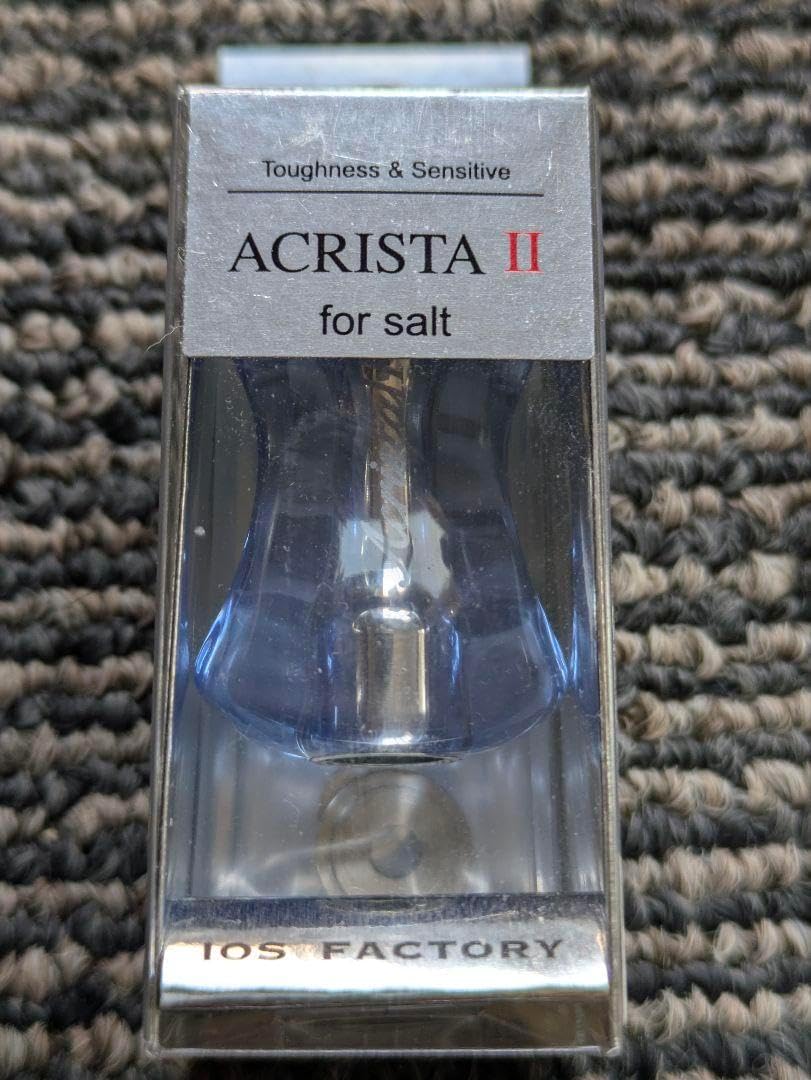 Toughness & Sensitive
ACRISTA II
for salt
IOS FACTORY